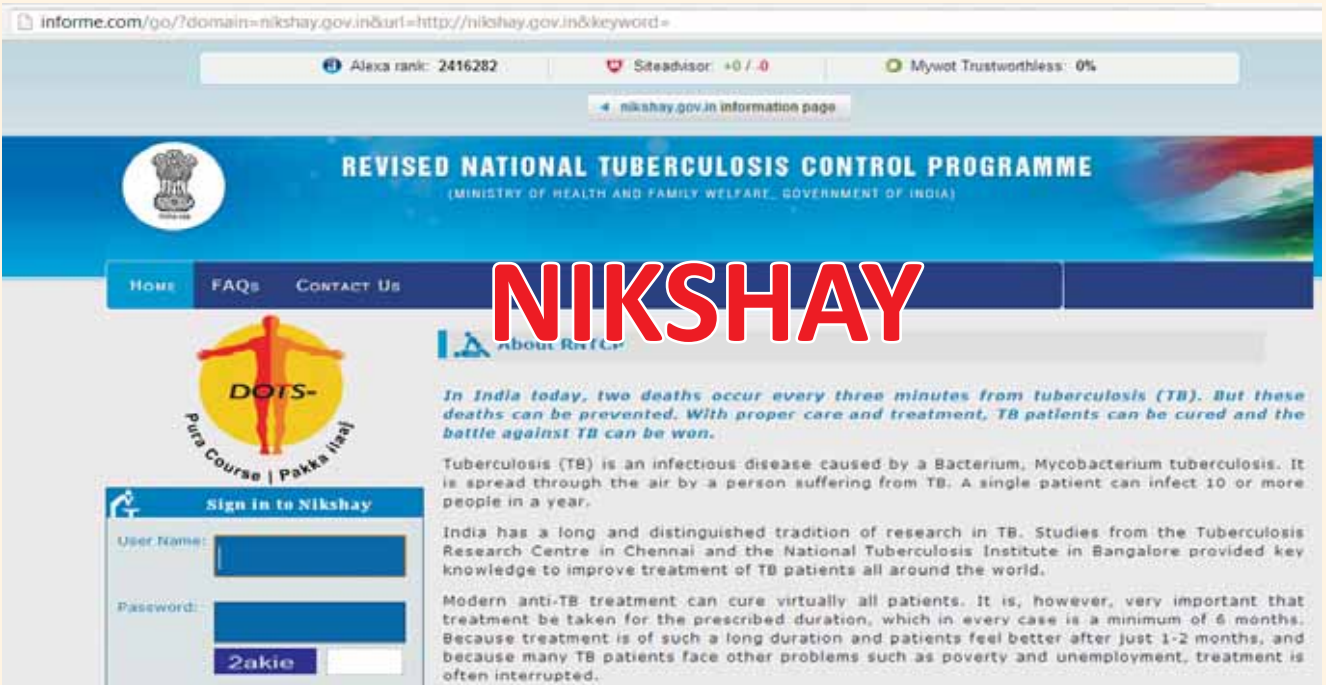 informe.com/go/?domain=nikshay.gov.in&url=http://nikshay.gov.in&keyword=
Alexa rank: 2416282 Siteadvisor: +0 / -0 Mywot Trustworthless: 0%
nikshay.gov.in information page
REVISED NATIONAL TUBERCULOSIS CONTROL PROGRAMME
(MINISTRY OF HEALTH AND FAMILY WELFARE, GOVERNMENT OF INDIA)
HOME FAQS CONTACT US
NIKSHAY
About RNTCP
DOTS-
Pura Course | Pakka ilaaj
In India today, two deaths occur every three minutes from tuberculosis (TB). But these
deaths can be prevented. With proper care and treatment, TB patients can be cured and the
battle against TB can be won.
Tuberculosis (TB) is an infectious disease caused by a Bacterium, Mycobacterium tuberculosis. It
is spread through the air by a person suffering from TB. A single patient can infect 10 or more
people in a year.
India has a long and distinguished tradition of research in TB. Studies from the Tuberculosis
Research Centre in Chennai and the National Tuberculosis Institute in Bangalore provided key
knowledge to improve treatment of TB patients all around the world.
Modern anti-TB treatment can cure virtually all patients. It is, however, very important that
treatment be taken for the prescribed duration, which in every case is a minimum of 6 months.
Because treatment is of such a long duration and patients feel better after just 1-2 months, and
because many TB patients face other problems such as poverty and unemployment, treatment is
often interrupted.
Sign in to Nikshay
User Name:
Password:
2akie